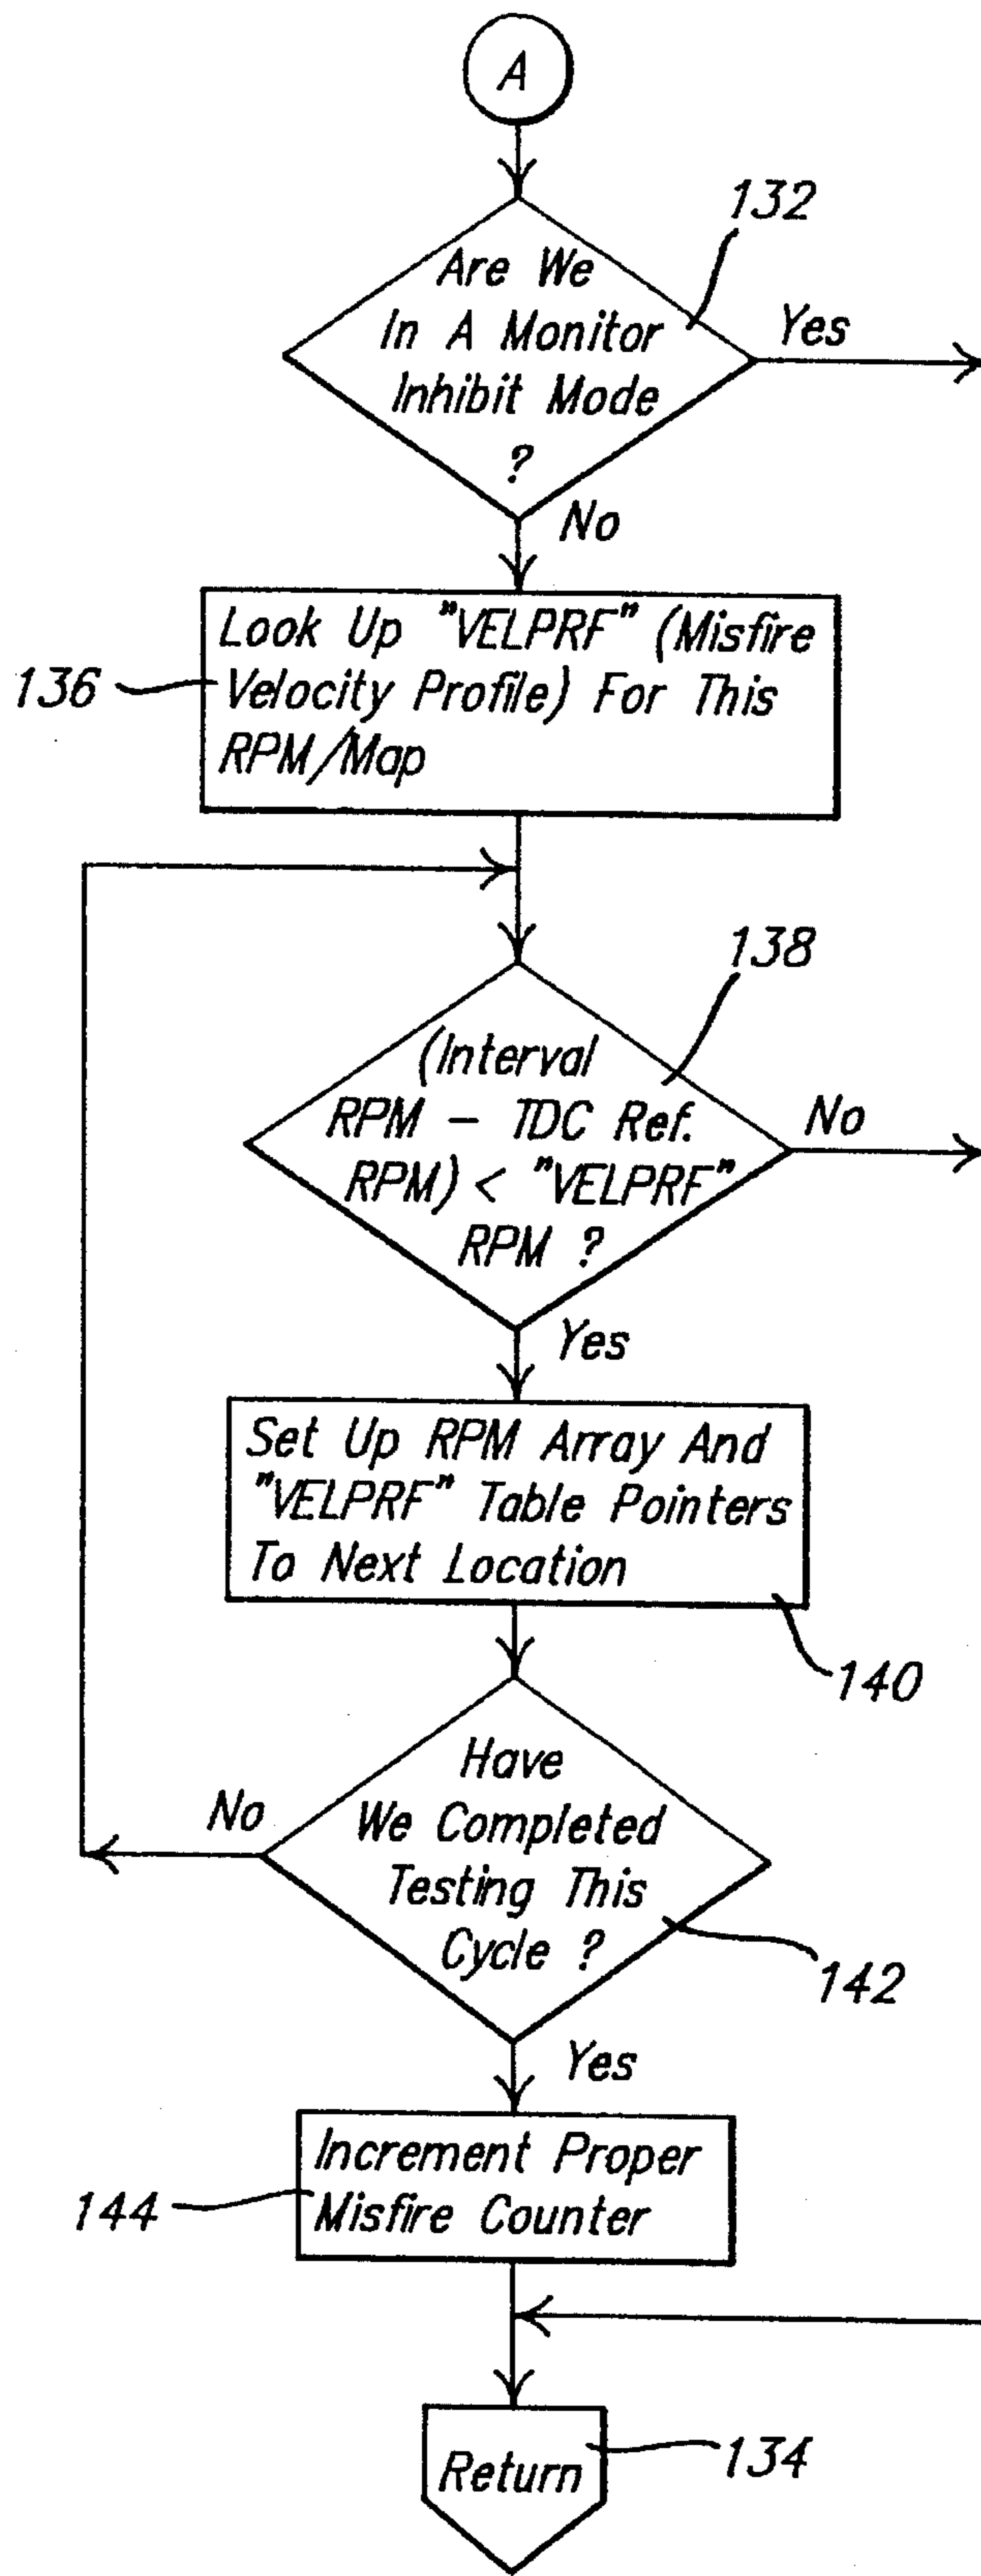 A
132
Are We
In A Monitor
Inhibit Mode
?
Yes
No
136
Look Up "VELPRF" (Misfire
Velocity Profile) For This
RPM/Map
138
(Interval
RPM - TDC Ref.
RPM) < "VELPRF"
RPM ?
No
Yes
Set Up RPM Array And
"VELPRF" Table Pointers
To Next Location
140
Have
We Completed
Testing This
Cycle ?
No
142
Yes
144
Increment Proper
Misfire Counter
Return
134